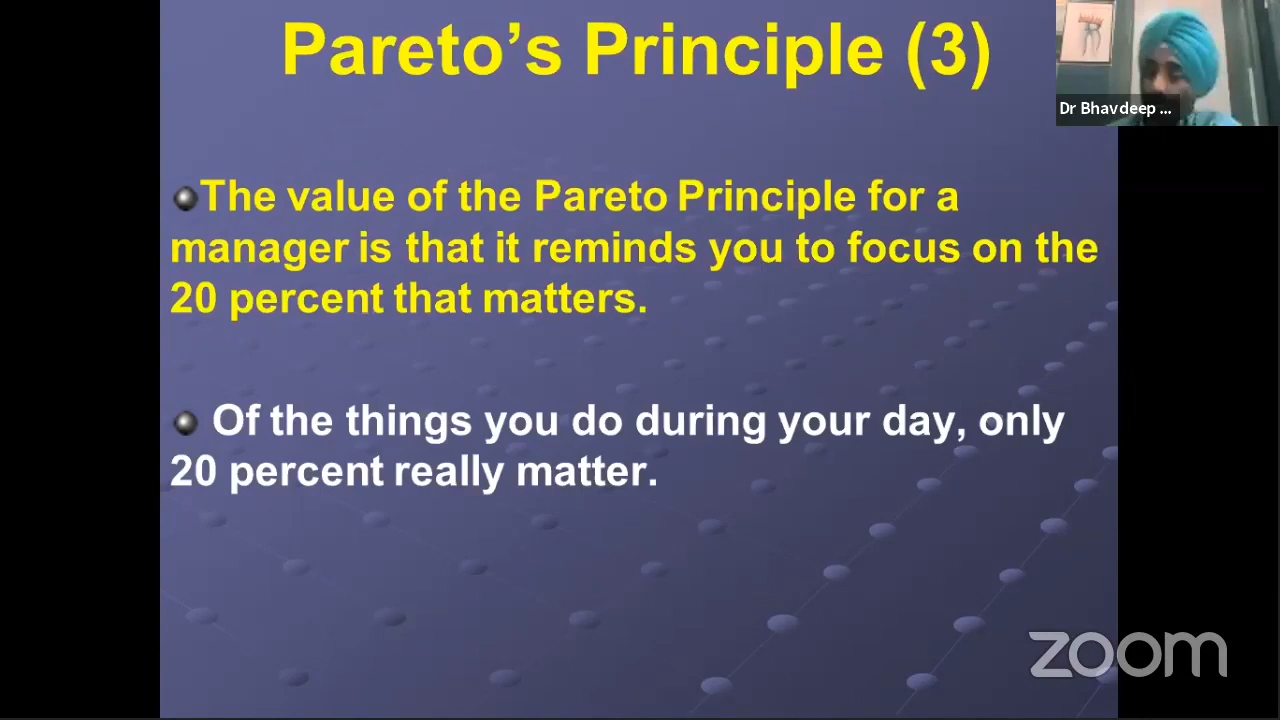 Pareto’s Principle (3)
Dr Bhavdeep ...
The value of the Pareto Principle for a
manager is that it reminds you to focus on the
20 percent that matters.
Of the things you do during your day, only
20 percent really matter.
zoom